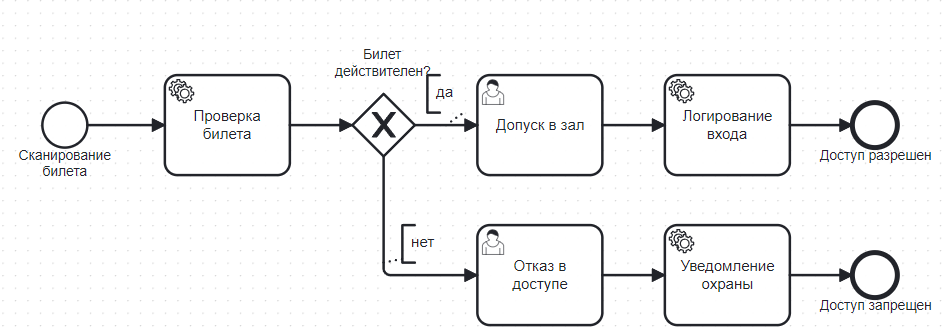 Билет
действителен?
да
Проверка
билета
Допуск в зал
Логирование
входа
Сканирование
билета
Доступ разрешен
нет
Отказ в
доступе
Уведомление
охраны
Доступ запрещен